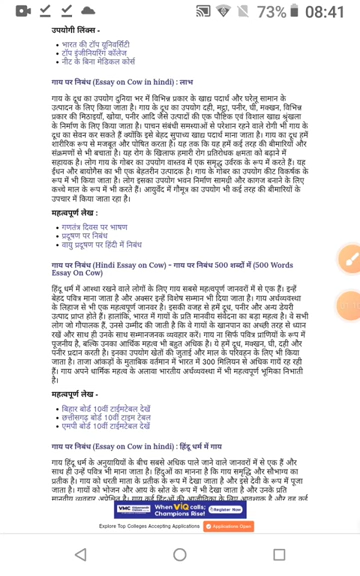 73% 08:41
उपयोगी लिंक्स -
भारत की टॉप यूनिवर्सिटी
टॉप इंजीनियरिंग कॉलेज
नीट के बिना मेडिकल कोर्स
गाय पर निबंध (Essay on Cow in hindi) : लाभ
गाय के दूध का उपयोग दुनिया भर में विभिन्न प्रकार के खाद्य पदार्थ और घरेलू सामान के
उत्पादन के लिए किया जाता है। गाय के दूध का उपयोग दही, मट्ठा, पनीर, घी, मक्खन, विभिन्न
प्रकार की मिठाइयाँ, खोया, पनीर आदि जैसे उत्पादों की एक पौष्टिक एवं विशाल खाद्य श्रृंखला
के निर्माण के लिए किया जाता है। पाचन संबंधी समस्याओं से परेशान रहने वाले रोगी भी गाय के
दूध का सेवन कर सकते हैं क्योंकि इसे बेहद सुपाच्य खाद्य पदार्थ माना जाता है। गाय का दूध हमें
शारीरिक रूप से मजबूत और पोषित करता है। यह तक कि यह हमें कई तरह की बीमारियों और
संक्रमणों से भी बचाता है। यह रोग के खिलाफ हमारी रोग प्रतिरोधक क्षमता को बढ़ाने में
सहायक है। लोग गाय के गोबर का उपयोग वास्तव में एक समृद्ध उर्वरक के रूप में करते हैं। यह
ईंधन और बायोगैस का भी एक बेहतरीन उत्पादक है। गाय के गोबर का उपयोग कीट विकर्षक के
रूप में भी किया जाता है। लोग इसका उपयोग भवन निर्माण सामग्री और कागज बनाने के लिए
कच्चे माल के रूप में भी करते हैं। आयुर्वेद में गौमूत्र का उपयोग भी कई तरह की बीमारियों के
उपचार में किया जाता रहा है।
महत्वपूर्ण लेख :
गणतंत्र दिवस पर भाषण
प्रदूषण पर निबंध
वायु प्रदूषण पर हिंदी में निबंध
गाय पर निबंध (Hindi Essay on Cow) - गाय पर निबंध 500 शब्दों में (500 Words
Essay On Cow)
हिंदू धर्म में आस्था रखने वाले लोगों के लिए गाय सबसे महत्वपूर्ण जानवरों में से एक है। इन्हें
बेहद पवित्र माना जाता है और अक्सर इन्हें विशेष सम्मान भी दिया जाता है। गाय अर्थव्यवस्था
के लिहाज से भी एक महत्वपूर्ण जानवर है। इसकी वजह से हमें दूध, पनीर और अन्य डेयरी
उत्पाद प्राप्त होते हैं। हालांकि, भारत में गायों के प्रति मानवीय संवेदना का बड़ा महत्व है। वे सभी
लोग जो गौपालक हैं, उनसे उम्मीद की जाती है कि वे गायों के खानपान का अच्छी तरह से ध्यान
रखें और साथ ही उनके साथ सम्मानजनक व्यवहार करें। गाय ना सिर्फ पवित्र प्राणियों के रूप में
पूजनीय है, बल्कि उनका आर्थिक महत्व भी बहुत अधिक है। ये हमें दूध, मक्खन, घी, दही और
पनीर प्रदान करती है। इनका उपयोग खेतों की जुताई और माल के परिवहन के लिए भी किया
जाता है। ताजा आंकड़ों के मुताबिक वर्तमान में भारत में 300 मिलियन से अधिक गायें रह रही
हैं। गाय अपने धार्मिक महत्व के अलावा भारतीय अर्थव्यवस्था में भी महत्वपूर्ण भूमिका निभाती
है।
महत्वपूर्ण लेख -
बिहार बोर्ड 10वीं टाईमटेबल देखें
छत्तीसगढ़ बोर्ड 10वीं टाइम टेबल
एमपी बोर्ड 10वीं टाईमटेबल देखें
गाय पर निबंध (Essay on Cow in hindi) : हिंदू धर्म में गाय
गाय हिंदू धर्म के अनुयायियों के बीच सबसे अधिक पाले जाने वाले जानवरों में से एक हैं और
साथ ही उन्हें पवित्र भी माना जाता है। हिंदुओं का मानना है कि गाय समृद्धि और सौभाग्य का
प्रतीक है। गाय को धरती माता के प्रतीक के रूप में देखा जाता है और इसे देवी के रूप में पूजा
जाता है। गायों को भोजन और आय के स्रोत के रूप में भी देखा जाता है और उनके प्रति
VMC When ViQ calls: Champions Rise! Register Now
Explore Top Colleges Accepting Applications Applications Open